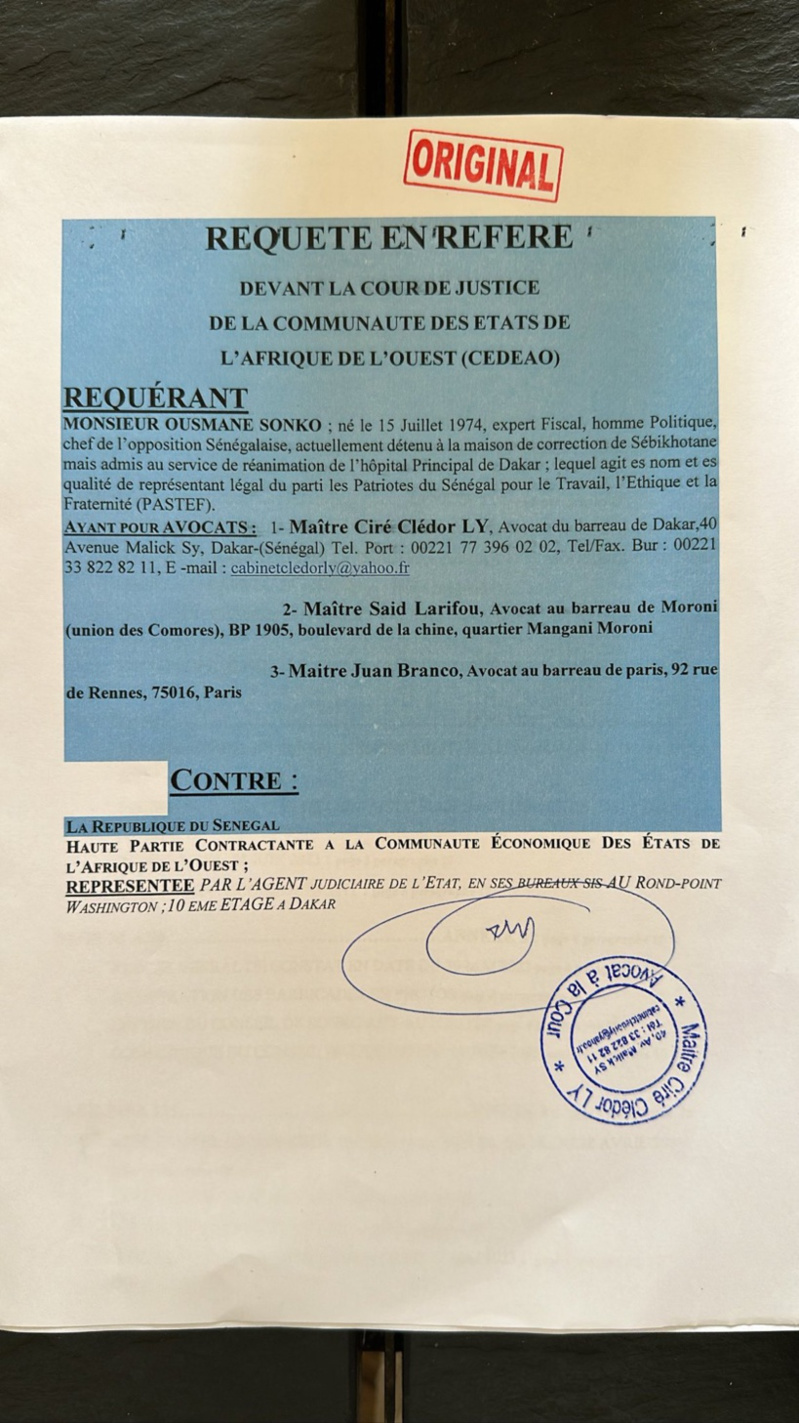 ORIGINAL
REQUETE EN REFERE
DEVANT LA COUR DE JUSTICE
DE LA COMMUNAUTE DES ETATS DE
L'AFRIQUE DE L'OUEST (CEDEAO)
REQUÉRANT
MONSIEUR OUSMANE SONKO ; né le 15 Juillet 1974, expert Fiscal, homme Politique,
chef de l'opposition Sénégalaise, actuellement détenu à la maison de correction de Sébikhotane
mais admis au service de réanimation de l'hôpital Principal de Dakar ; lequel agit es nom et es
qualité de représentant légal du parti les Patriotes du Sénégal pour le Travail, l'Ethique et la
Fraternité (PASTEF).
AYANT POUR AVOCATS : 1- Maître Ciré Clédor LY, Avocat du barreau de Dakar,40
Avenue Malick Sy, Dakar-(Sénégal) Tel. Port : 00221 77 396 02 02, Tel/Fax. Bur : 00221
33 822 82 11, E -mail : cabinetcledorly@yahoo.fr
2- Maître Said Larifou, Avocat au barreau de Moroni
(union des Comores), BP 1905, boulevard de la chine, quartier Mangani Moroni
3- Maitre Juan Branco, Avocat au barreau de paris, 92 rue
de Rennes, 75016, Paris
CONTRE :
LA REPUBLIQUE DU SENEGAL
HAUTE PARTIE CONTRACTANTE A LA COMMUNAUTE ÉCONOMIQUE DES ÉTATS DE
L'AFRIQUE DE L'OUEST ;
REPRESENTEE PAR L'AGENT JUDICIAIRE DE L'ETAT, EN SES BUREAUX SIS AU ROND-POINT
WASHINGTON ;10 EME ETAGE A DAKAR
Maitre Ciré Clédor LY
Avocat à la Cour
40, Av. Malick SY
Tél : 33 822 82 11